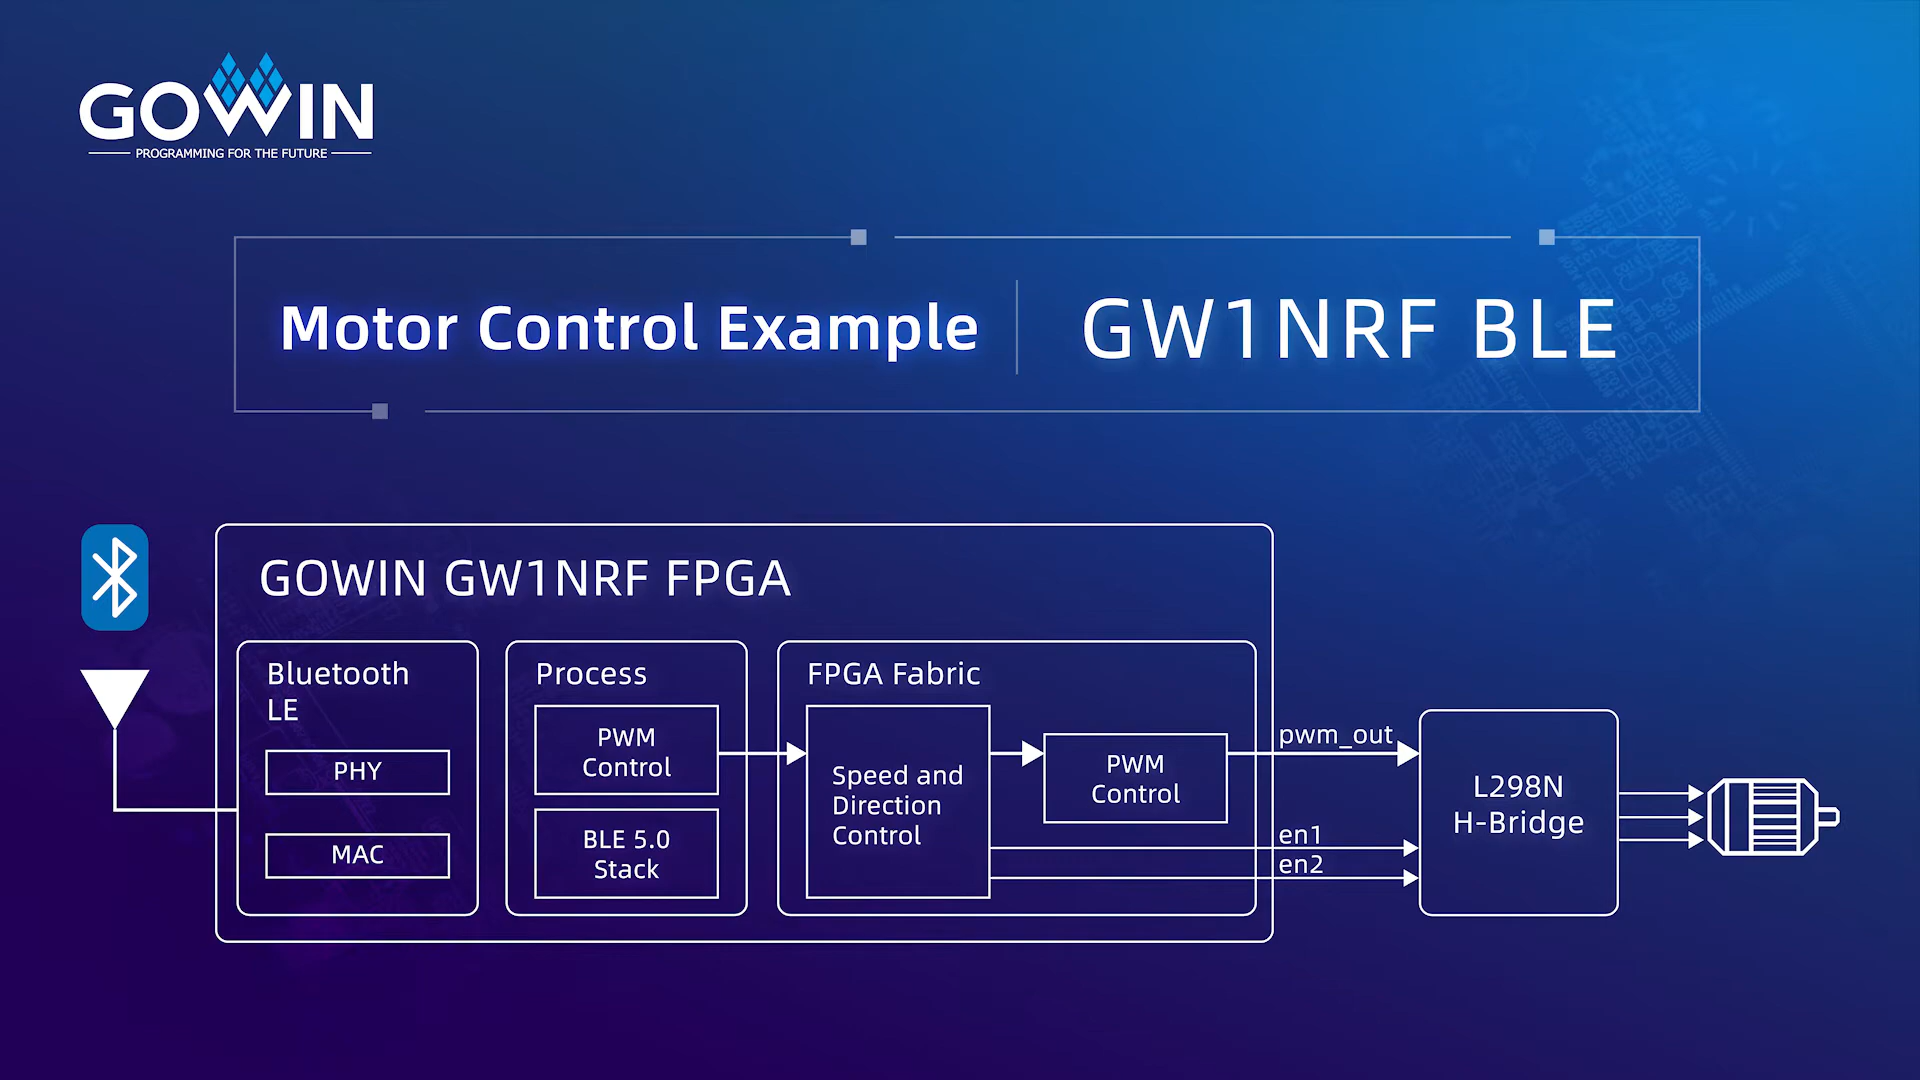 GOWIN
PROGRAMMING FOR THE FUTURE
Motor Control Example
GW1NRF BLE
GOWIN GW1NRF FPGA
Bluetooth
LE
PHY
MAC
Process
PWM
Control
BLE 5.0
Stack
FPGA Fabric
Speed and
Direction
Control
PWM
Control
pwm_out
en1
en2
L298N
H-Bridge